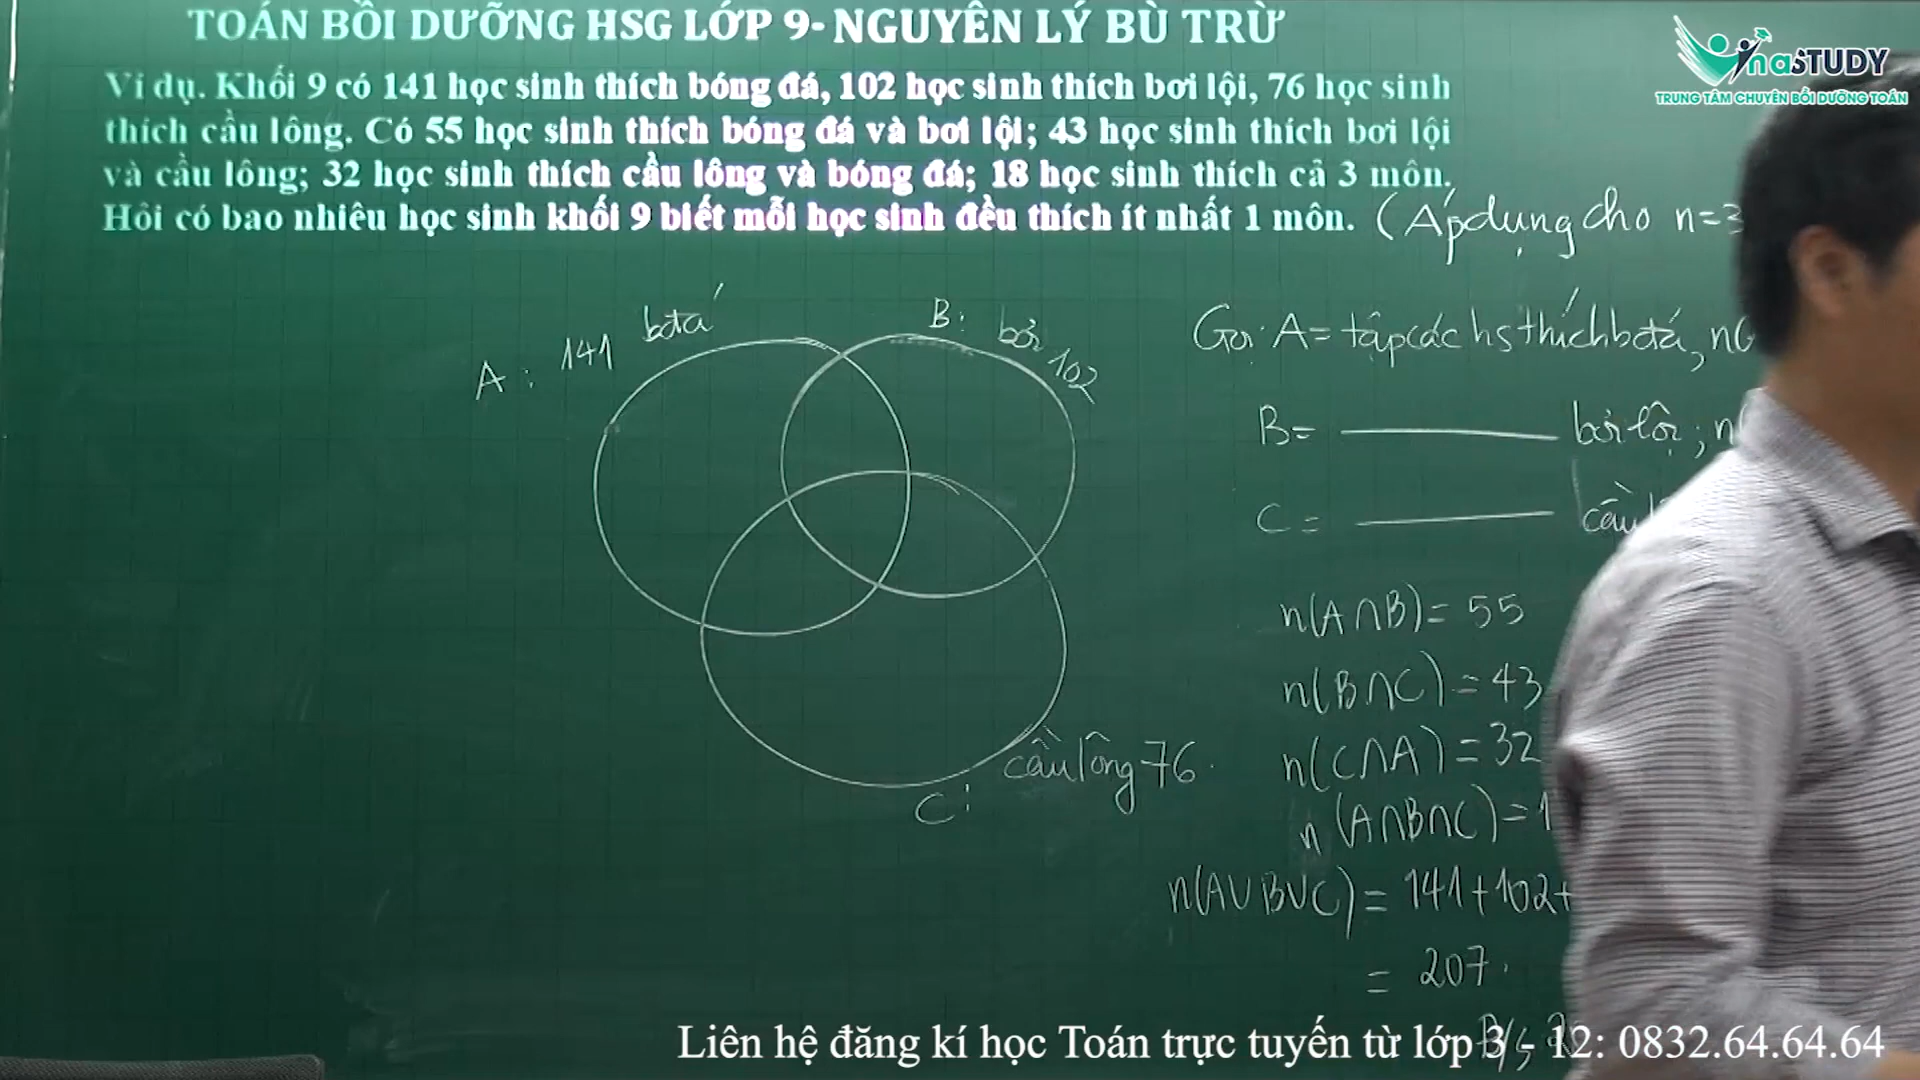 TOÁN BỒI DƯỠNG HSG LỚP 9- NGUYÊN LÝ BÙ TRỪ
Ví dụ. Khối 9 có 141 học sinh thích bóng đá, 102 học sinh thích bơi lội, 76 học sinh
thích cầu lông. Có 55 học sinh thích bóng đá và bơi lội; 43 học sinh thích bơi lội
và cầu lông; 32 học sinh thích cầu lông và bóng đá; 18 học sinh thích cả 3 môn.
Hỏi có bao nhiêu học sinh khối 9 biết mỗi học sinh đều thích ít nhất 1 môn. (Áp dụng cho n=3
inaSTUDY
TRUNG TÂM CHUYÊN BỒI DƯỠNG TOÁN
A: 141 bđá
B: bơi 102
cầu lông 76.
C:
Gọi A= tập các hs thích bđá, n(
B= bơi lội; n(
C = cầu
n(A∩B)= 55
n(B∩C)= 43
n(C∩A)= 32
n(A∩B∩C)=1
n(A∪B∪C)= 141+102+
= 207.
Liên hệ đăng kí học Toán trực tuyến từ lớp 3 - 12: 0832.64.64.64